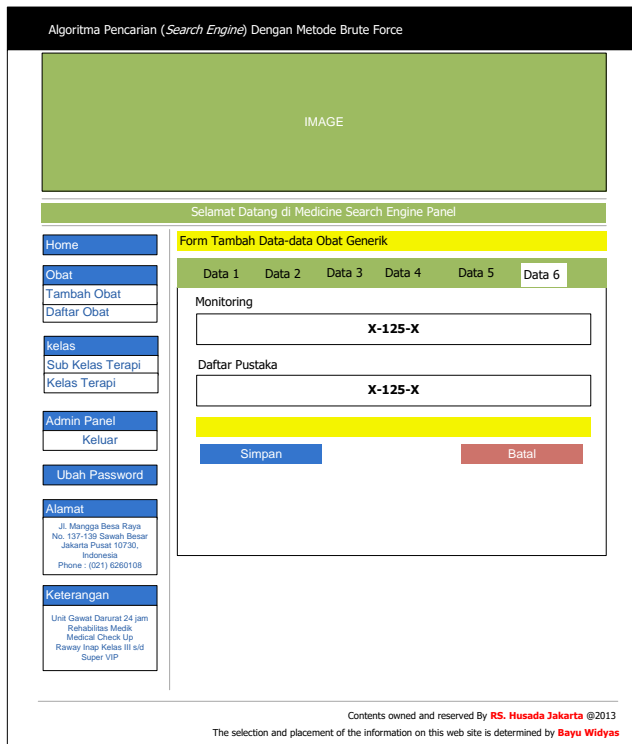 Algoritma Pencarian (Search Engine) Dengan Metode Brute Force
IMAGE
Selamat Datang di Medicine Search Engine Panel
Home
Obat
Tambah Obat
Daftar Obat
kelas
Sub Kelas Terapi
Kelas Terapi
Admin Panel
Keluar
Ubah Password
Alamat
Jl. Mangga Besa Raya
No. 137-139 Sawah Besar
Jakarta Pusat 10730,
Indonesia
Phone : (021) 6260108
Keterangan
Unit Gawat Darurat 24 jam
Rehabilitas Medik
Medical Check Up
Raway Inap Kelas III s/d
Super VIP
Form Tambah Data-data Obat Generik
Data 1 Data 2 Data 3 Data 4 Data 5 Data 6
Monitoring
X-125-X
Daftar Pustaka
X-125-X
Simpan Batal
Contents owned and reserved By RS. Husada Jakarta @2013
The selection and placement of the information on this web site is determined by Bayu Widyas